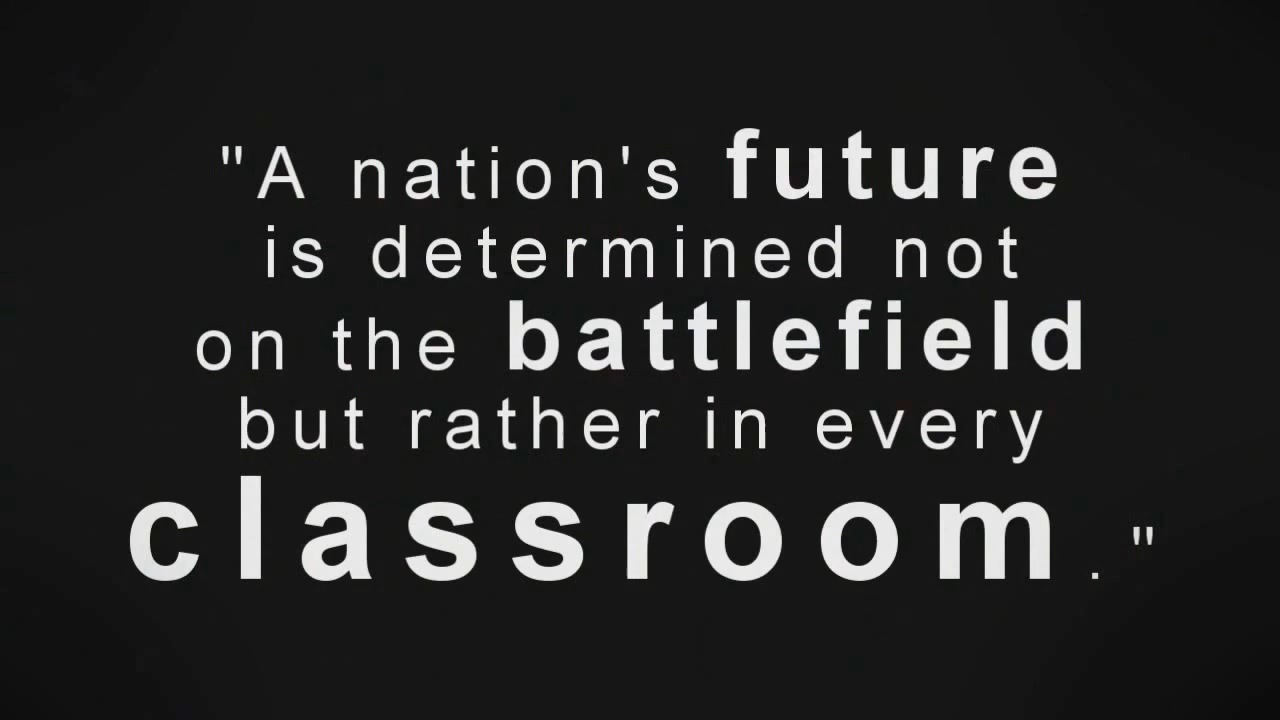 "A nation's future
is determined not
on the battlefield
but rather in every
classroom."